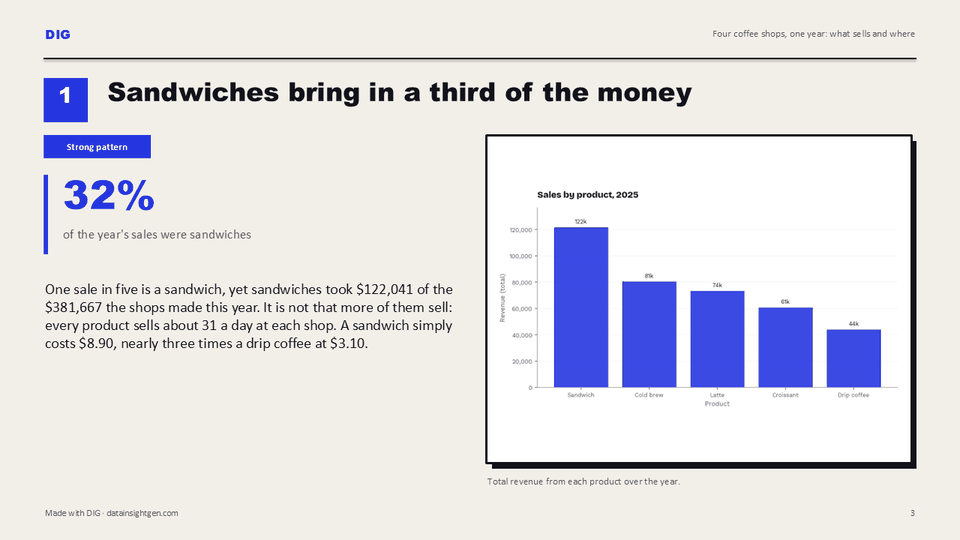 DIG
Four coffee shops, one year: what sells and where
1
Sandwiches bring in a third of the money
Strong pattern
32%
of the year's sales were sandwiches
One sale in five is a sandwich, yet sandwiches took $122,041 of the
$381,667 the shops made this year. It is not that more of them sell:
every product sells about 31 a day at each shop. A sandwich simply
costs $8.90, nearly three times a drip coffee at $3.10.
Sales by product, 2025
Revenue (total)
120,000
100,000
80,000
60,000
40,000
20,000
0
122k
81k
74k
61k
44k
Sandwich
Cold brew
Latte
Croissant
Drip coffee
Product
Total revenue from each product over the year.
Made with DIG · datainsightgen.com
3